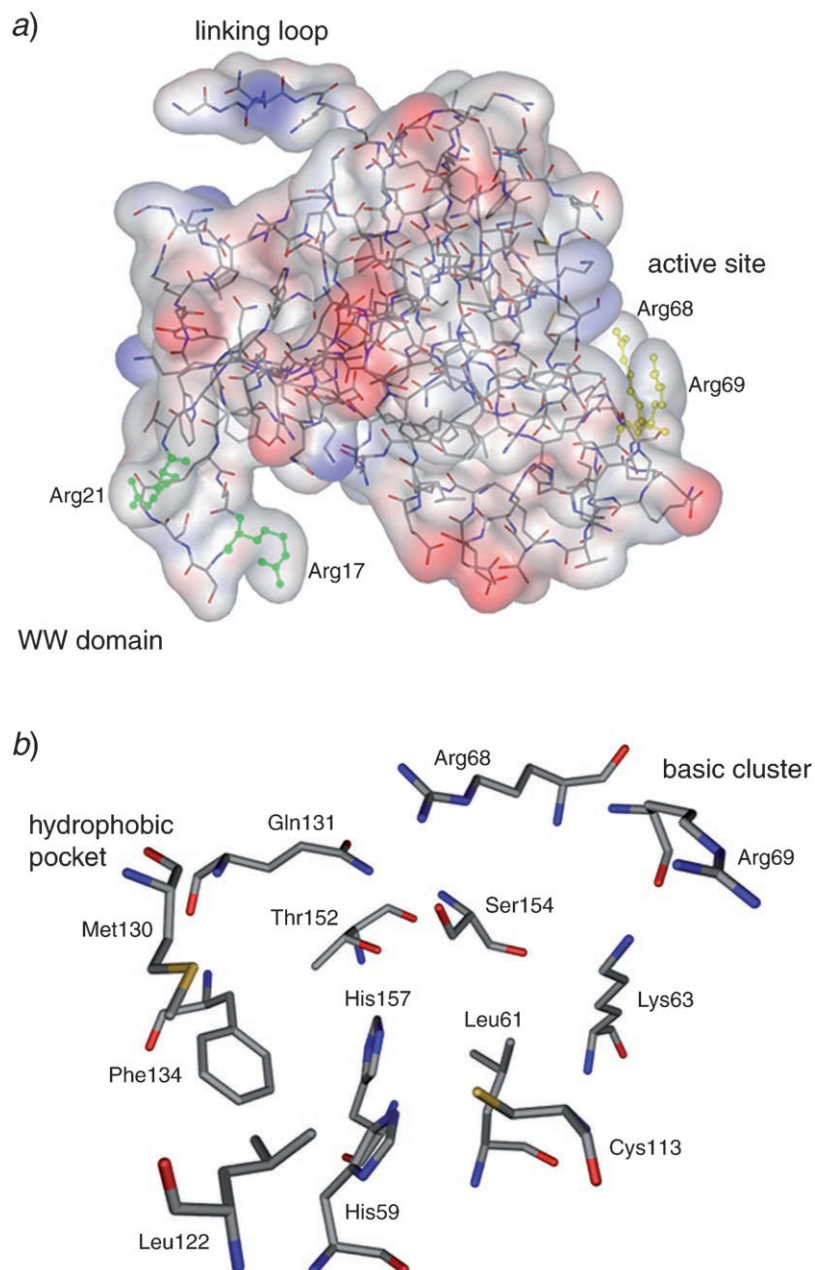 a)
linking loop
active site
Arg68
Arg69
Arg21
Arg17
WW domain
b)
Arg68
basic cluster
hydrophobic
pocket
Gln131
Arg69
Met130
Thr152
Ser154
His157
Leu61
Lys63
Phe134
Cys113
His59
Leu122